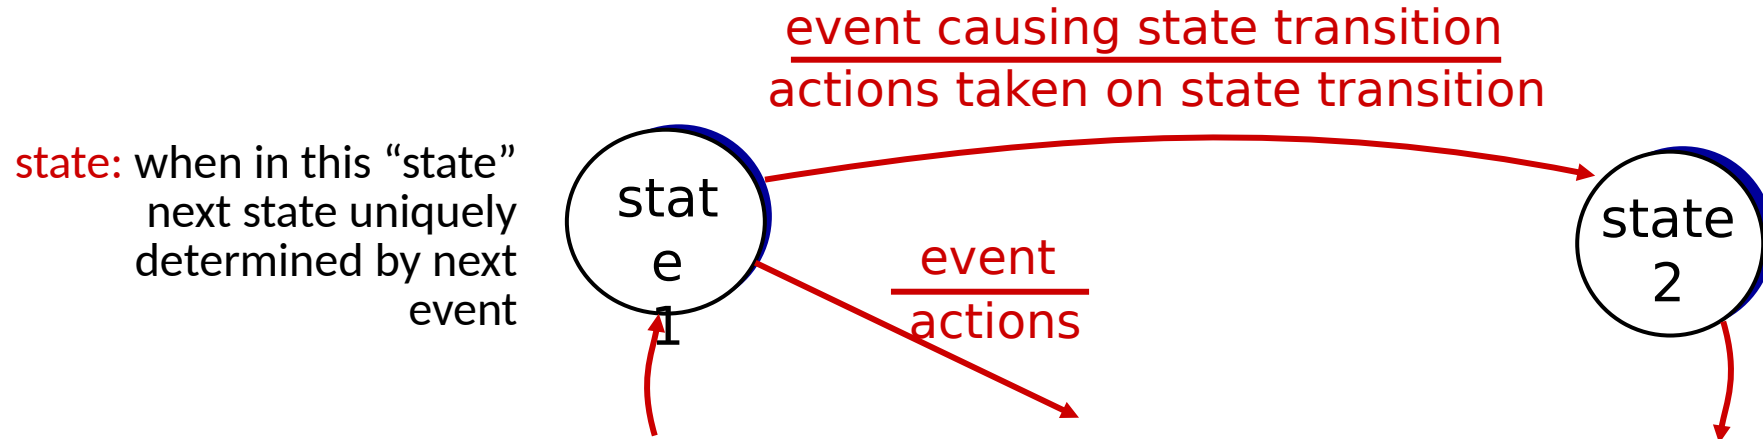 event causing state transition
actions taken on state transition
state: when in this “state”
next state uniquely
determined by next
event
stat
e
1
event
actions
state
2